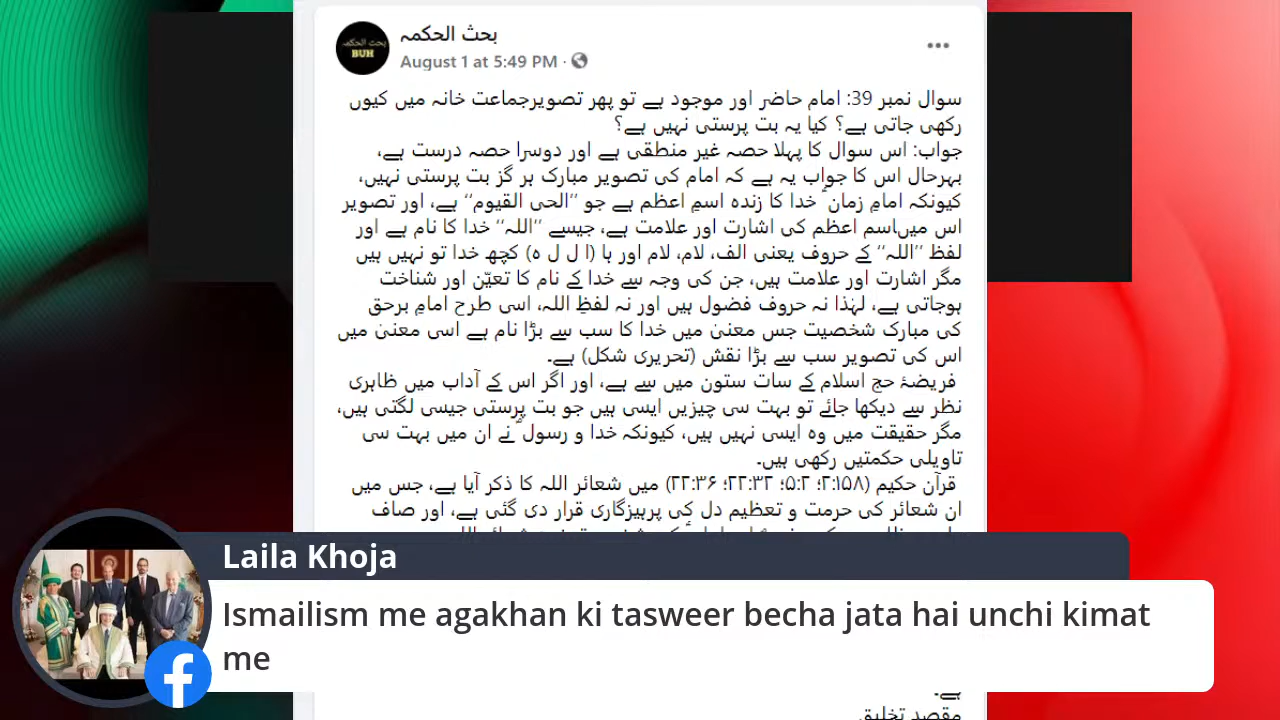 بحث الحکمہ
August 1 at 5:49 PM ·
بحث الحکمہ
BUH
سوال نمبر 39: امام حاضر اور موجود ہے تو پھر تصویرجماعت خانہ میں کیوں
رکھی جاتی ہے؟ کیا یہ بت پرستی نہیں ہے؟
جواب: اس سوال کا پہلا حصہ غیر منطقی ہے اور دوسرا حصہ درست ہے،
بہرحال اس کا جواب یہ ہے کہ امام کی تصویر مبارک ہر گز بت پرستی نہیں،
کیونکہ امامِ زمانؑ خدا کا زندہ اسمِ اعظم ہے جو ’’الحی القیوم‘‘ ہے، اور تصویر
اس میںاسم اعظم کی اشارت اور علامت ہے، جیسے ’’اللہ‘‘ خدا کا نام ہے اور
لفظ ’’اللہ‘‘ کے حروف یعنی الف، لام، لام اور ہا (ا ل ل ہ) کچھ خدا تو نہیں ہیں
مگر اشارت اور علامت ہیں، جن کی وجہ سے خدا کے نام کا تعیّن اور شناخت
ہوجاتی ہے، لہٰذا نہ حروف فضول ہیں اور نہ لفظِ اللہ، اسی طرح امامِ برحق
کی مبارک شخصیت جس معنیٰ میں خدا کا سب سے بڑا نام ہے اسی معنیٰ میں
اس کی تصویر سب سے بڑا نقش (تحریری شکل) ہے۔
فریضۂ حج اسلام کے سات ستون میں سے ہے، اور اگر اس کے آداب میں ظاہری
نظر سے دیکھا جائے تو بہت سی چیزیں ایسی ہیں جو بت پرستی جیسی لگتی ہیں،
مگر حقیقت میں وہ ایسی نہیں ہیں، کیونکہ خدا و رسولؐ نے ان میں بہت سی
تاویلی حکمتیں رکھی ہیں۔
قرآن حکیم (۲:۱۵۸؛ ۵:۲؛ ۲۲:۳۲؛ ۲۲:۳۶) میں شعائر اللہ کا ذکر آیا ہے، جس میں
ان شعائر کی حرمت و تعظیم دل کی پرہیزگاری قرار دی گئی ہے، اور صاف
Laila Khoja
Ismailism me agakhan ki tasweer becha jata hai unchi kimat
me
ہے۔
مقصدِ تخلیق